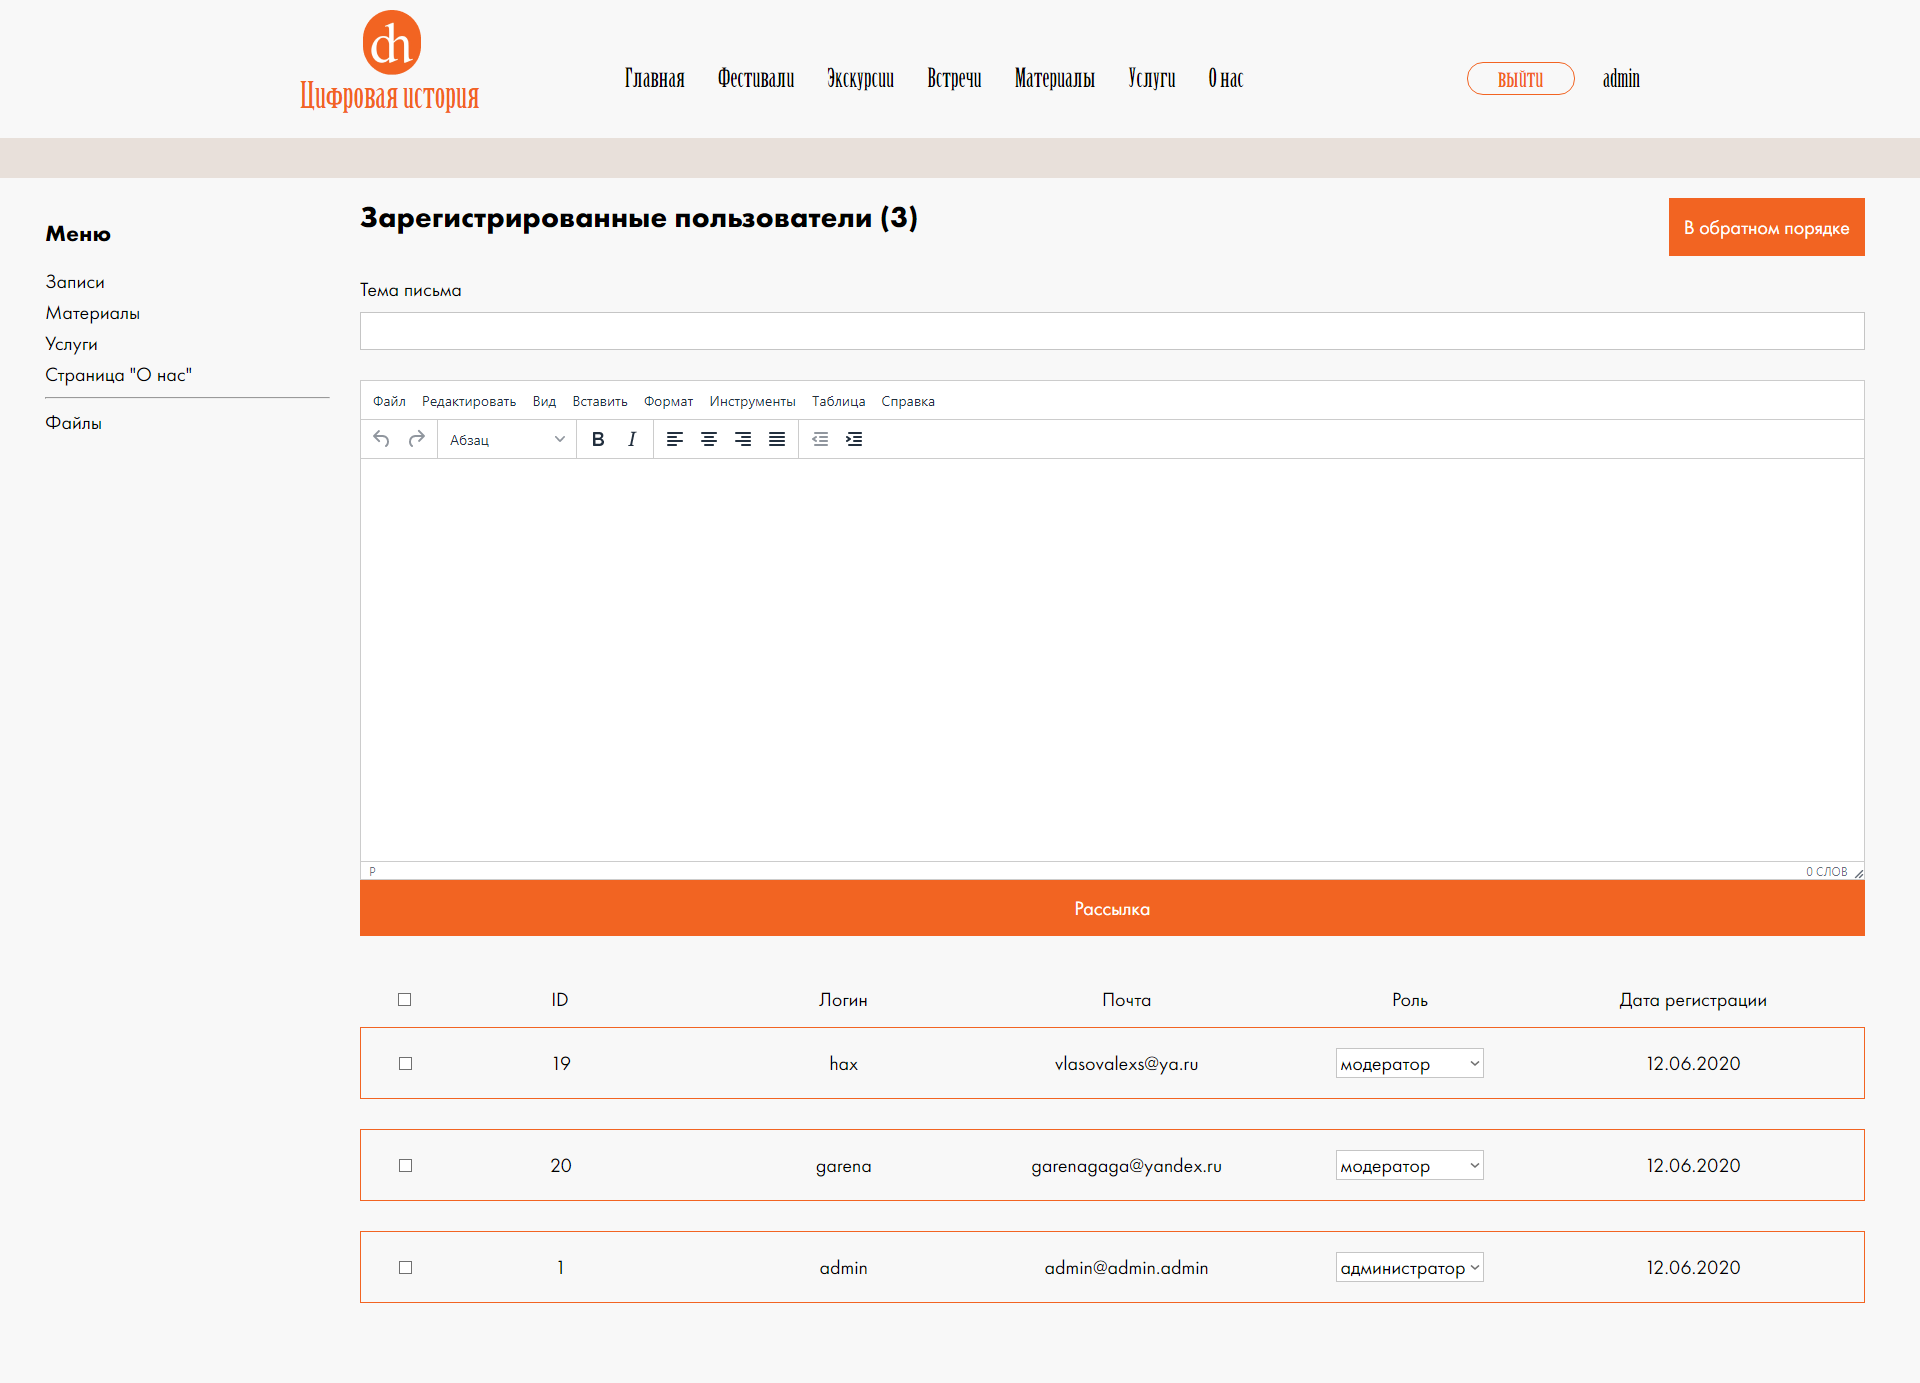 dh
Цифровая история
Главная Фестивали Экскурсии Встречи Материалы Услуги О нас
выйти admin
Меню
Записи
Материалы
Услуги
Страница "О нас"
Файлы
Зарегистрированные пользователи (3)
В обратном порядке
Тема письма
Файл Редактировать Вид Вставить Формат Инструменты Таблица Справка
Абзац B I
P 0 СЛОВ
Рассылка
ID Логин Почта Роль Дата регистрации
19 hax vlasovalexs@ya.ru модератор 12.06.2020
20 garena garenagaga@yandex.ru модератор 12.06.2020
1 admin admin@admin.admin администратор 12.06.2020